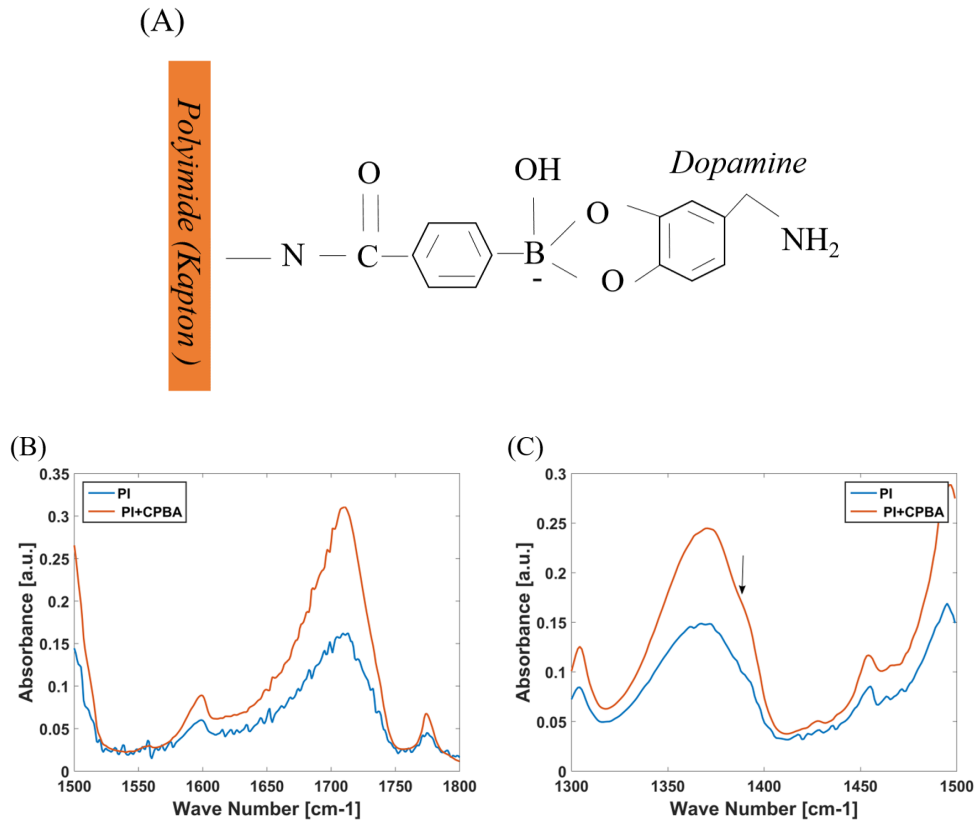 (A)
Polyimide (Kapton )
O
N
C
OH
B
-
O
O
Dopamine
NH2
(B)
PI
PI+CPBA
0.35
0.3
0.25
0.2
0.15
0.1
0.05
0
1500 1550 1600 1650 1700 1750 1800
Absorbance [a.u.]
Wave Number [cm-1]
(C)
PI
PI+CPBA
0.3
0.25
0.2
0.15
0.1
0.05
0
1300 1350 1400 1450 1500
Absorbance [a.u.]
Wave Number [cm-1]